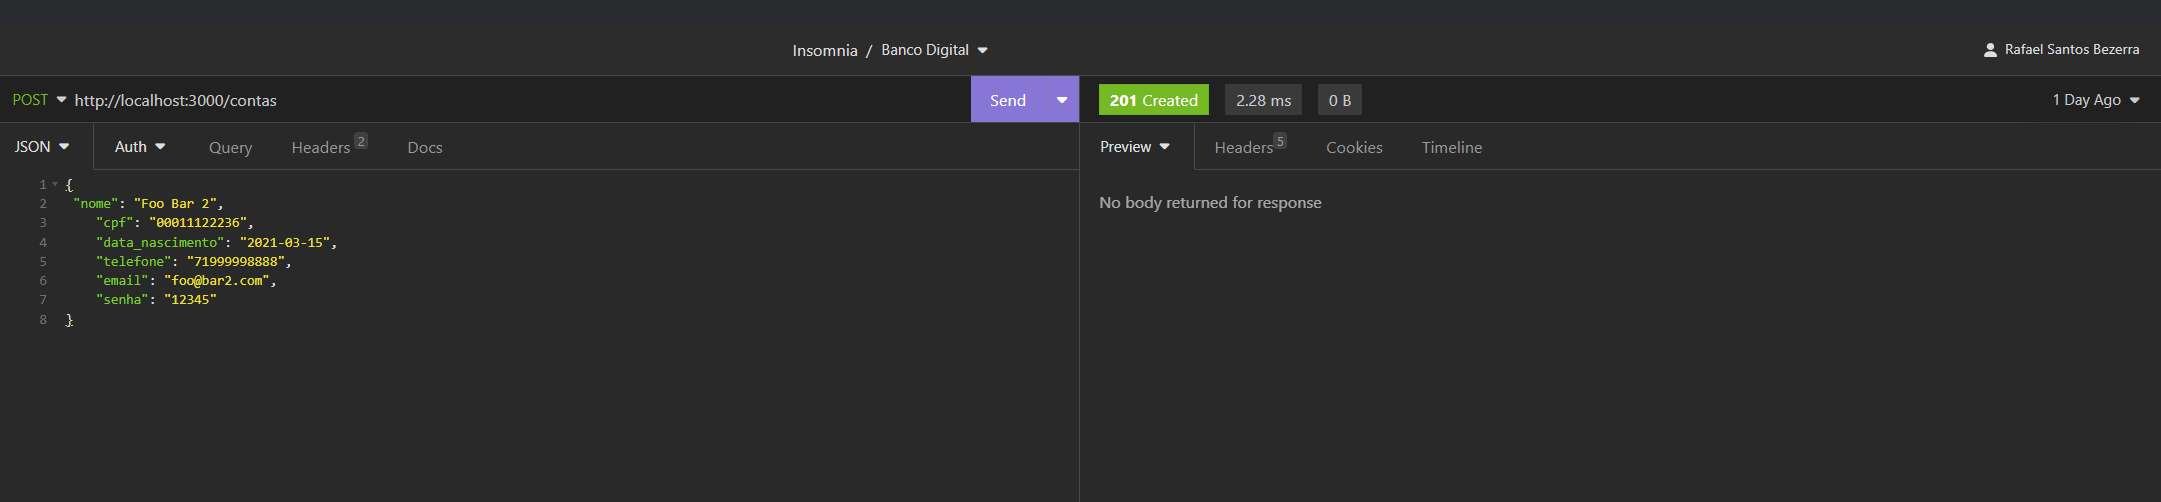 Insomnia / Banco Digital
Rafael Santos Bezerra
POST http://localhost:3000/contas Send
201 Created 2.28 ms 0 B 1 Day Ago
JSON Auth Query Headers 2 Docs
Preview Headers 5 Cookies Timeline
1 {
2 "nome": "Foo Bar 2",
3 "cpf": "00011122236",
4 "data_nascimento": "2021-03-15",
5 "telefone": "71999998888",
6 "email": "foo@bar2.com",
7 "senha": "12345"
8 }
No body returned for response